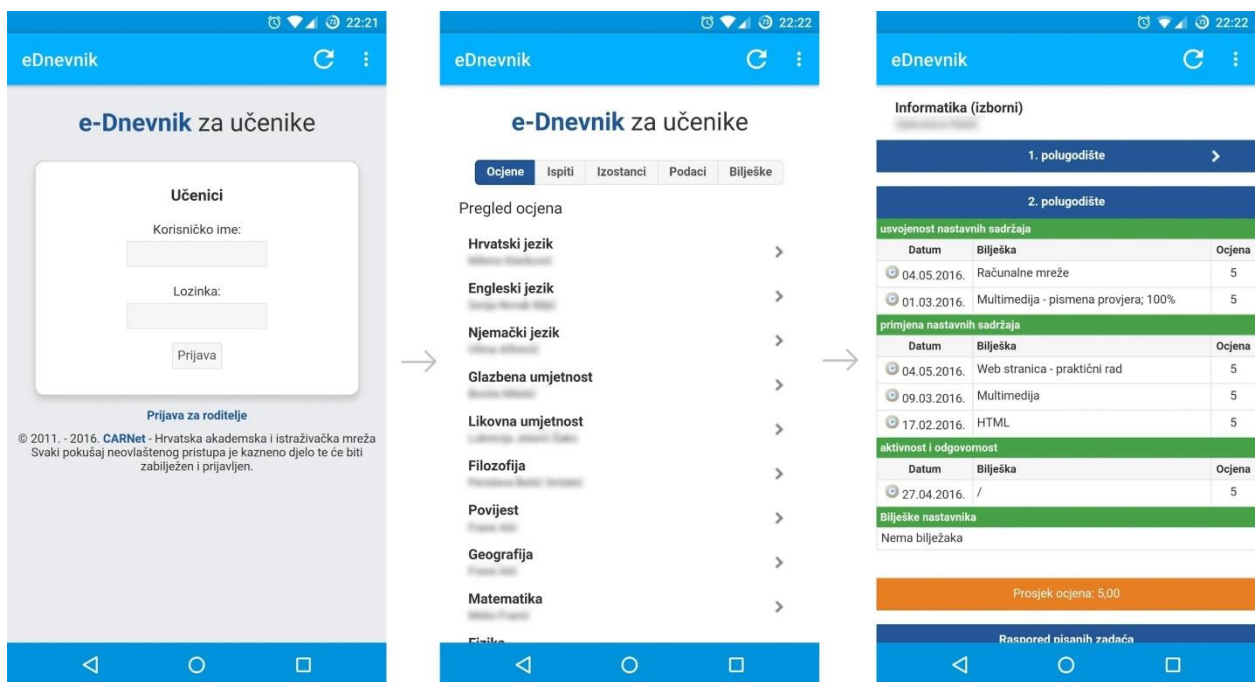 22:21
eDnevnik
e-Dnevnik za učenike
Učenici
Korisničko ime:
Lozinka:
Prijava
Prijava za roditelje
© 2011. - 2016. CARNet - Hrvatska akademska i istraživačka mreža
Svaki pokušaj neovlaštenog pristupa je kazneno djelo te će biti
zabilježen i prijavljen.
22:22
eDnevnik
e-Dnevnik za učenike
Ocjene Ispiti Izostanci Podaci Bilješke
Pregled ocjena
Hrvatski jezik
Engleski jezik
Njemački jezik
Glazbena umjetnost
Likovna umjetnost
Filozofija
Povijest
Geografija
Matematika
Fizika
22:22
eDnevnik
Informatika (izborni)
1. polugodište
2. polugodište
usvojenost nastavnih sadržaja
Datum Bilješka Ocjena
04.05.2016. Računalne mreže 5
01.03.2016. Multimedija - pismena provjera; 100% 5
primjena nastavnih sadržaja
Datum Bilješka Ocjena
04.05.2016. Web stranica - praktični rad 5
09.03.2016. Multimedija 5
17.02.2016. HTML 5
aktivnost i odgovornost
Datum Bilješka Ocjena
27.04.2016. / 5
Bilješke nastavnika
Nema bilježaka
Prosjek ocjena: 5,00
Raspored pisanih zadaća